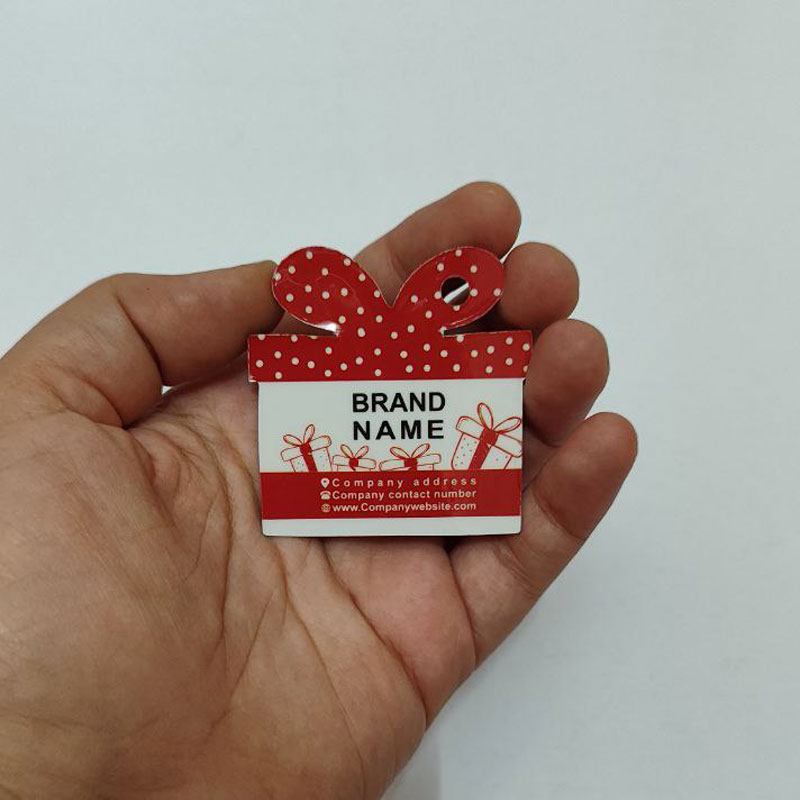 BRAND
NAME
Company address
Company contact number
www.Companywebsite.com